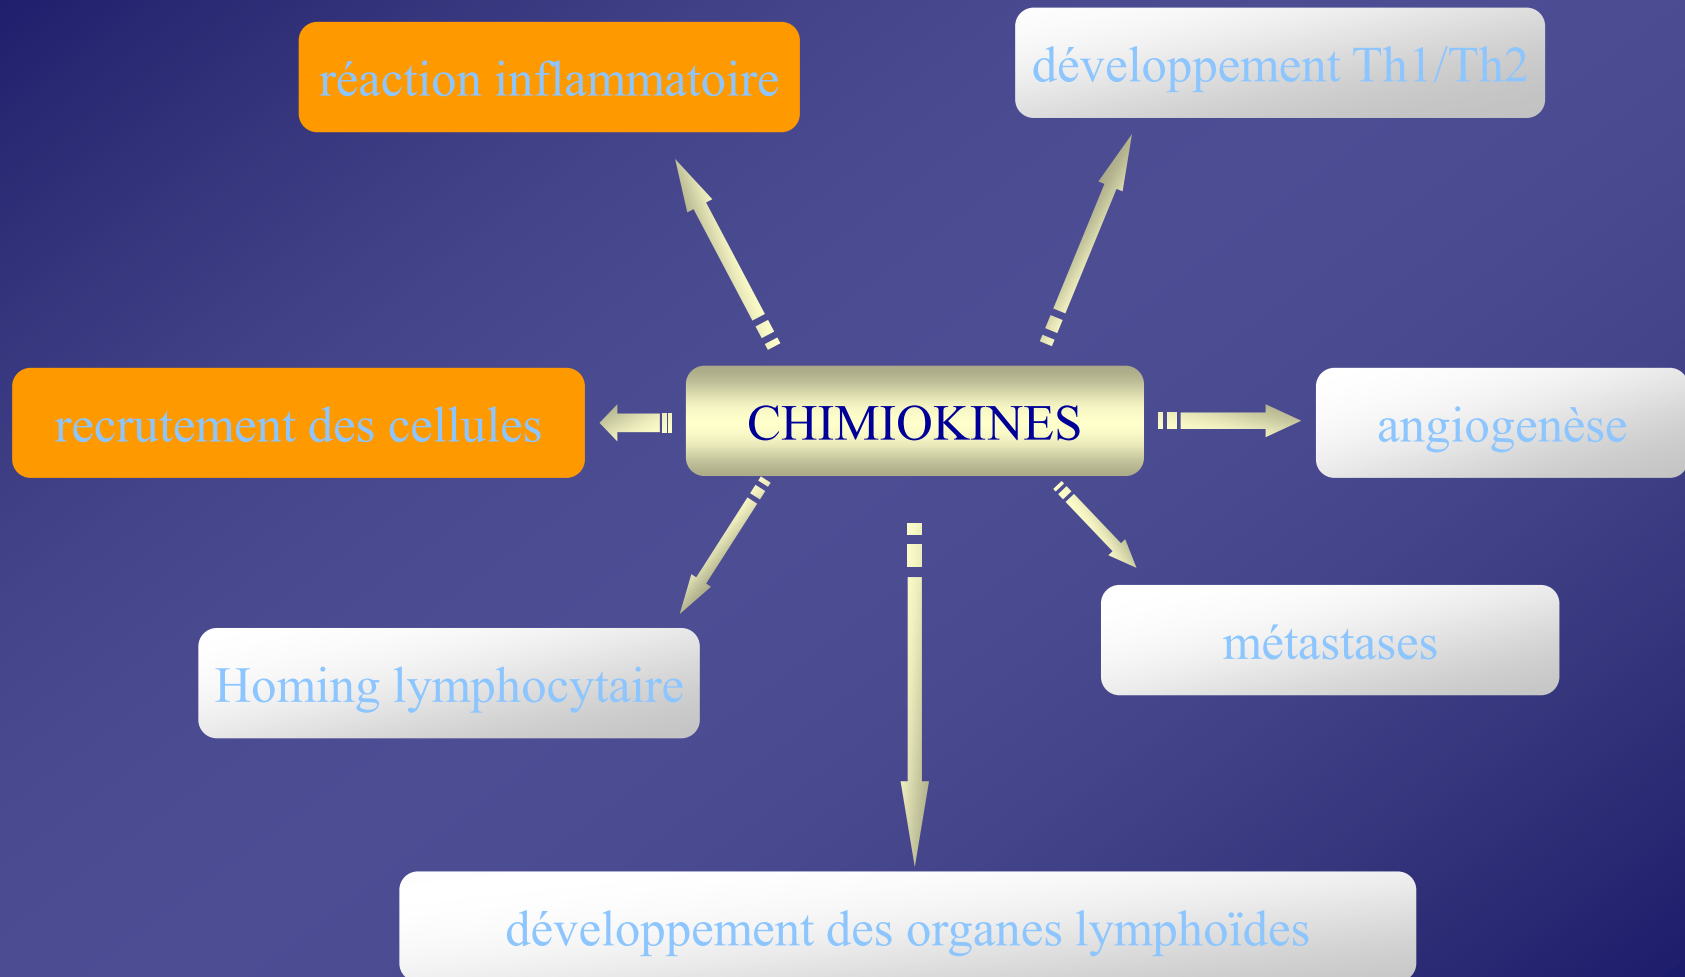 réaction inflammatoire
développement Th1/Th2
recrutement des cellules
CHIMIOKINES
angiogenèse
métastases
Homing lymphocytaire
développement des organes lymphoïdes